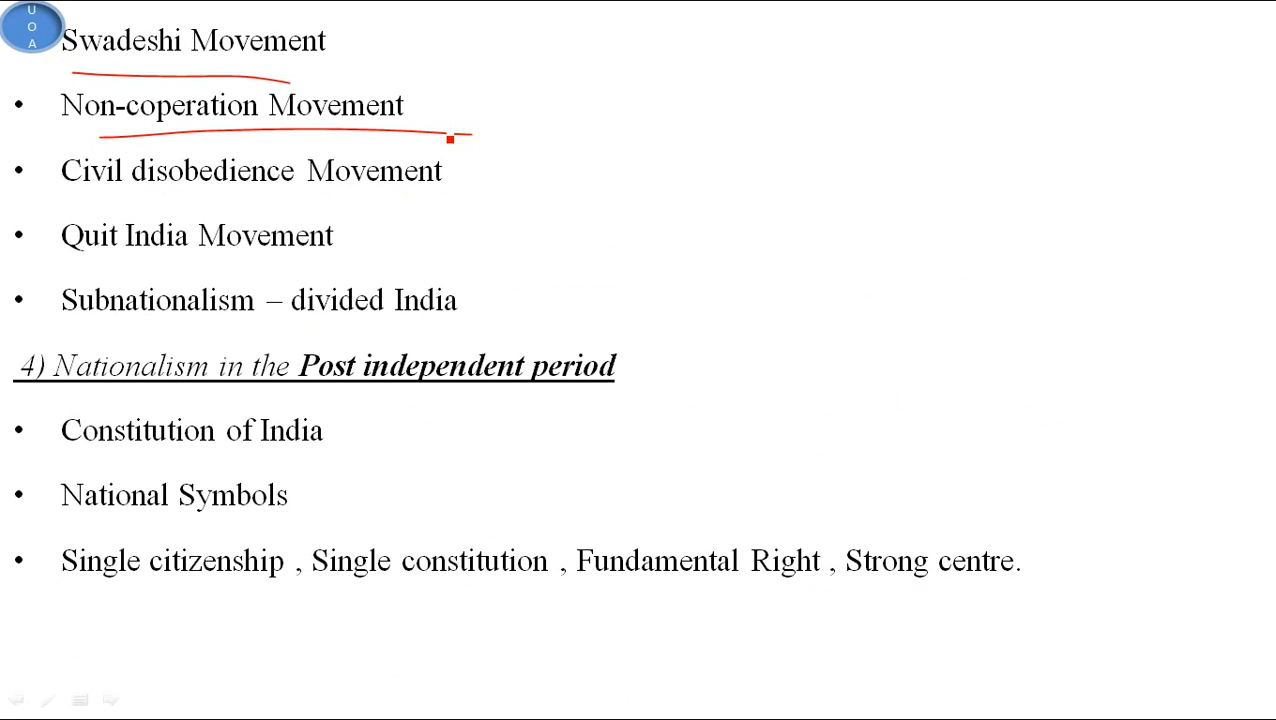 U
O
A
Swadeshi Movement
• Non-coperation Movement
• Civil disobedience Movement
• Quit India Movement
• Subnationalism – divided India
4) Nationalism in the Post independent period
• Constitution of India
• National Symbols
• Single citizenship , Single constitution , Fundamental Right , Strong centre.